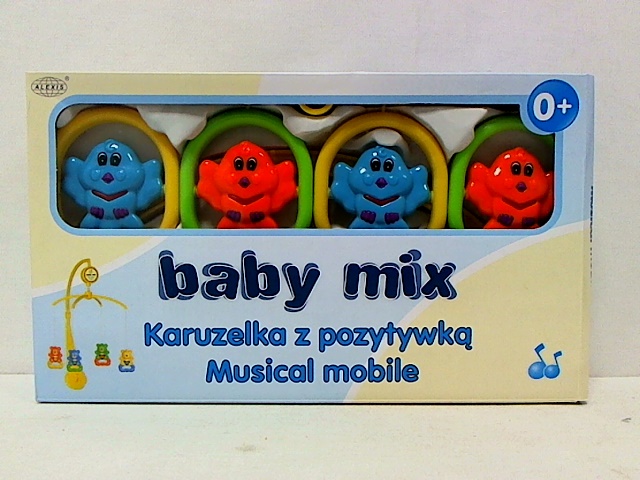 ALEXIS
0+
baby mix
Karuzelka z pozytywką
Musical mobile